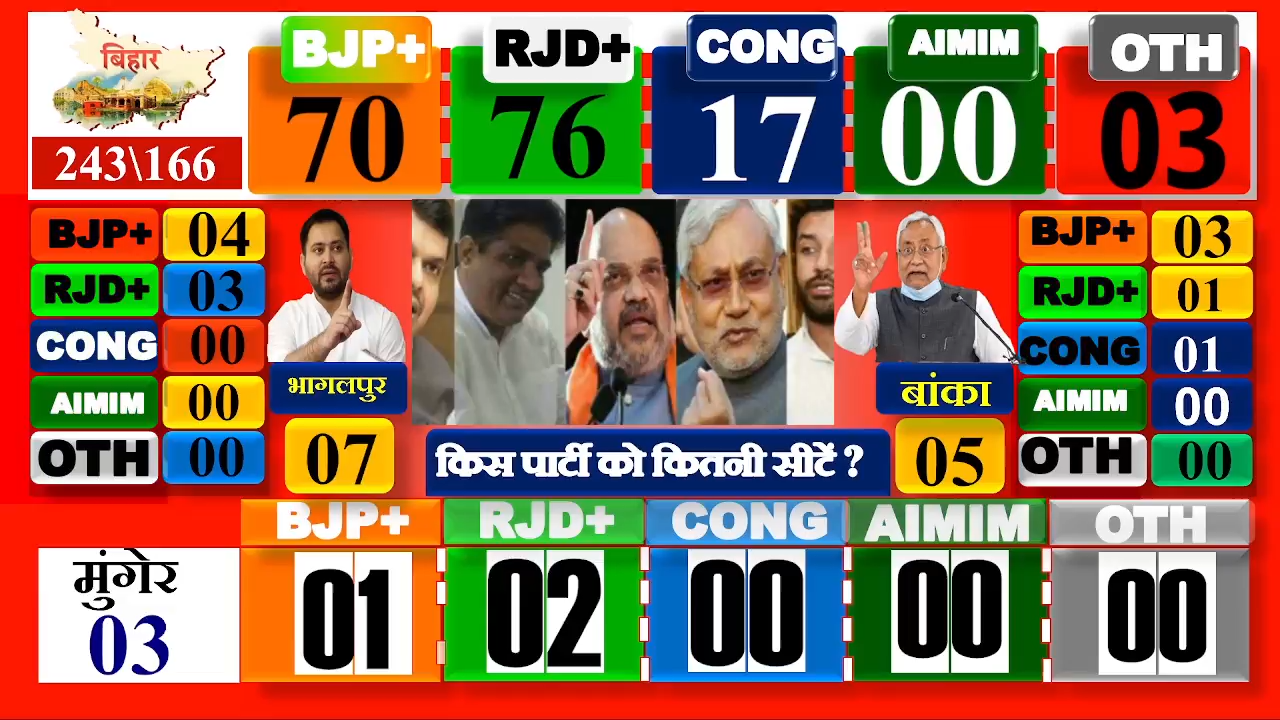 बिहार
243\166
BJP+ RJD+ CONG AIMIM OTH
70 76 17 00 03
BJP+ 04
RJD+ 03
CONG 00
AIMIM 00
OTH 00
भागलपुर
07
किस पार्टी को कितनी सीटें ?
बांका
05
BJP+ 03
RJD+ 01
CONG 01
AIMIM 00
OTH 00
BJP+ RJD+ CONG AIMIM OTH
मुंगेर
03
01 02 00 00 00